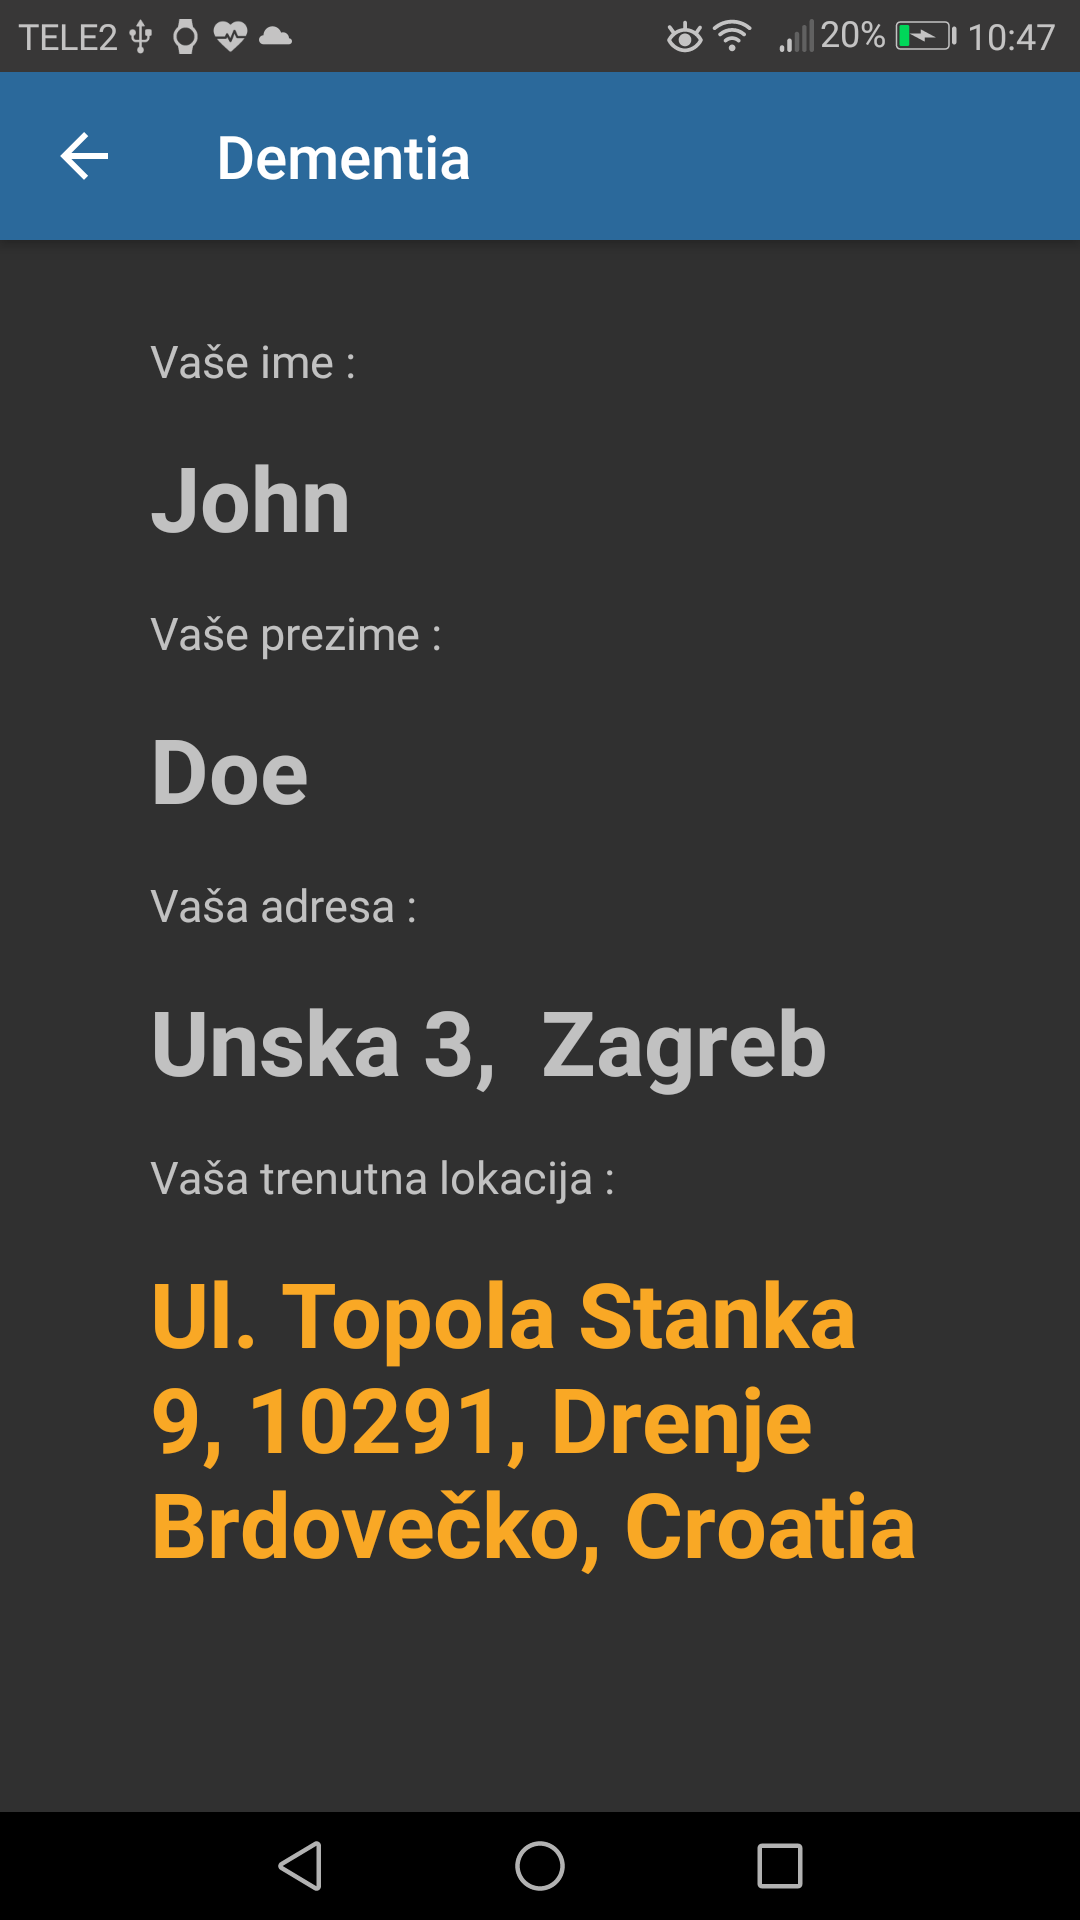 TELE2 20% 10:47
Dementia
Vaše ime :
John
Vaše prezime :
Doe
Vaša adresa :
Unska 3,  Zagreb
Vaša trenutna lokacija :
Ul. Topola Stanka
9, 10291, Drenje
Brdovečko, Croatia